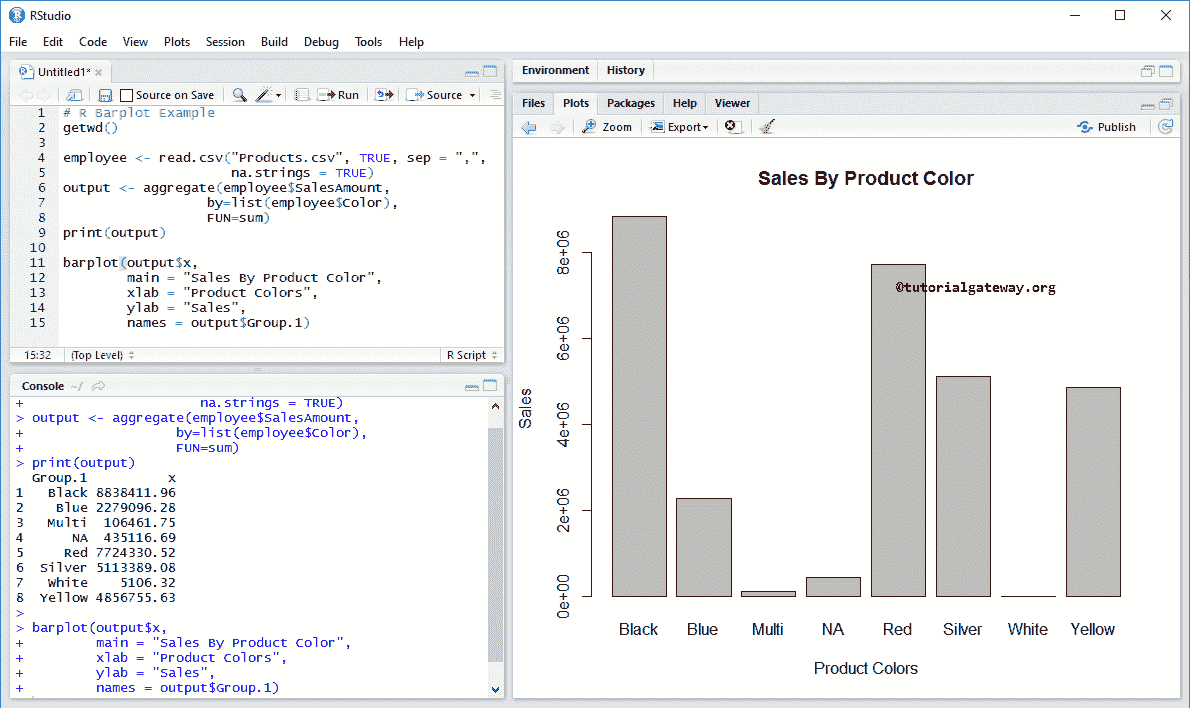 RStudio
File Edit Code View Plots Session Build Debug Tools Help
Untitled1*
Source on Save Run Source
1 # R Barplot Example
2 getwd()
3
4 employee <- read.csv("Products.csv", TRUE, sep = ",",
5 na.strings = TRUE)
6 output <- aggregate(employee$SalesAmount,
7 by=list(employee$Color),
8 FUN=sum)
9 print(output)
10
11 barplot(output$x,
12 main = "Sales By Product Color",
13 xlab = "Product Colors",
14 ylab = "Sales",
15 names = output$Group.1)
15:32 (Top Level) R Script
Console ~/
+ na.strings = TRUE)
> output <- aggregate(employee$SalesAmount,
+ by=list(employee$Color),
+ FUN=sum)
> print(output)
Group.1 x
1 Black 8838411.96
2 Blue 2279096.28
3 Multi 106461.75
4 NA 435116.69
5 Red 7724330.52
6 Silver 5113389.08
7 White 5106.32
8 Yellow 4856755.63
>
> barplot(output$x,
+ main = "Sales By Product Color",
+ xlab = "Product Colors",
+ ylab = "Sales",
+ names = output$Group.1)
Environment History
Files Plots Packages Help Viewer
Zoom Export Publish
Sales By Product Color
8e+06
6e+06
4e+06
2e+06
0e+00
Sales
@tutorialgateway.org
Black Blue Multi NA Red Silver White Yellow
Product Colors